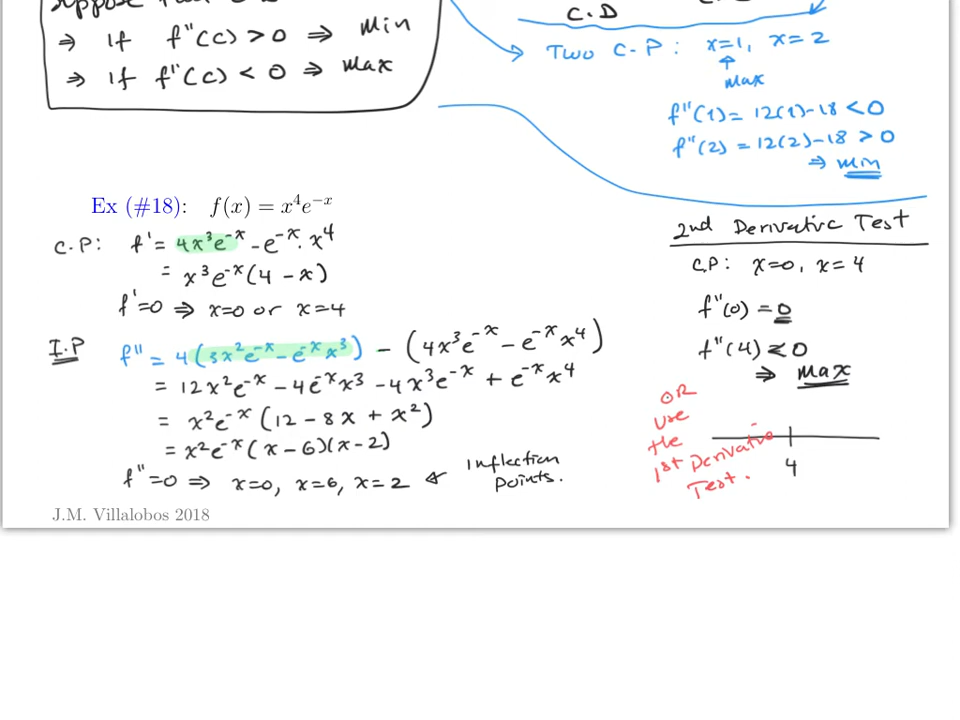 Suppose
⇒ If f''(c) > 0 ⇒ Min
⇒ If f''(c) < 0 ⇒ Max
C.D
Two C.P: x=1, x=2
↑
Max
f''(1) = 12(1)-18 < 0
f''(2) = 12(2)-18 > 0
⇒ Min
Ex (#18): f(x) = x⁴e⁻ˣ
C.P: f' = 4x³e⁻ˣ - e⁻ˣ · x⁴
= x³e⁻ˣ(4 - x)
f'=0 ⇒ x=0 or x=4
I.P f'' = 4(3x²e⁻ˣ - e⁻ˣx³) - (4x³e⁻ˣ - e⁻ˣx⁴)
= 12x²e⁻ˣ - 4e⁻ˣx³ - 4x³e⁻ˣ + e⁻ˣx⁴
= x²e⁻ˣ(12 - 8x + x²)
= x²e⁻ˣ(x - 6)(x - 2)
f''=0 ⇒ x=0, x=6, x=2 ← Inflection
Points.
2nd Derivative Test
C.P: x=0, x=4
f''(0) = 0
f''(4) < 0
⇒ Max
OR
Use
the
1st Derivative
Test.
-
4
J.M. Villalobos 2018